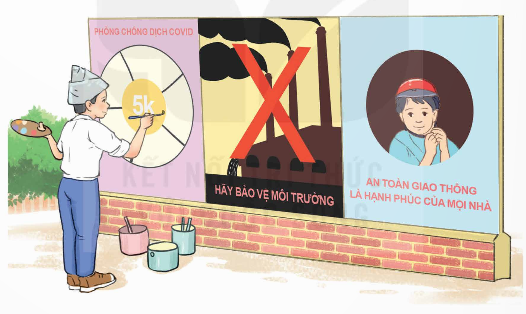 PHÒNG CHỐNG DỊCH COVID
5k
HÃY BẢO VỆ MÔI TRƯỜNG
AN TOÀN GIAO THÔNG
LÀ HẠNH PHÚC CỦA MỌI NHÀ